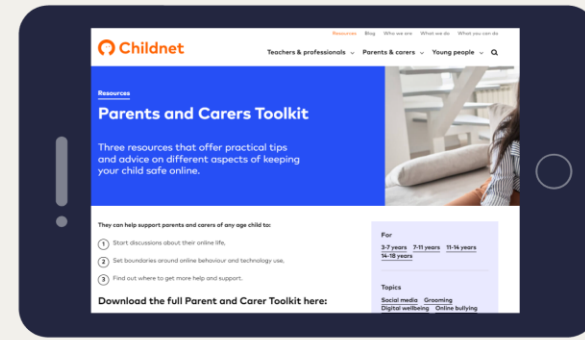 Resources Blog Who we are What we do What you can do
Childnet
Teachers & professionals Parents & carers Young people
Resources
Parents and Carers Toolkit
Three resources that offer practical tips
and advice on different aspects of keeping
your child safe online.
They can help support parents and carers of any age child to:
1 Start discussions about their online life,
2 Set boundaries around online behaviour and technology use,
3 Find out where to get more help and support.
Download the full Parent and Carer Toolkit here:
For
3-7 years 7-11 years 11-14 years
14-18 years
Topics
Social media Grooming
Digital wellbeing Online bullying